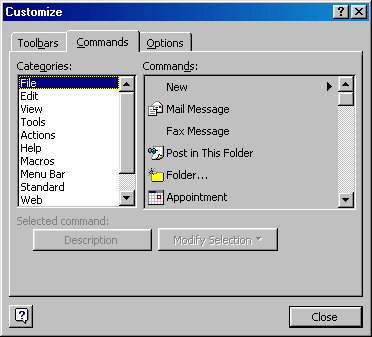 Customize
Toolbars Commands Options
Categories:
File
Edit
View
Tools
Actions
Help
Macros
Menu Bar
Standard
Web
Commands:
New
Mail Message
Fax Message
Post in This Folder
Folder...
Appointment
Selected command:
Description
Modify Selection
Close